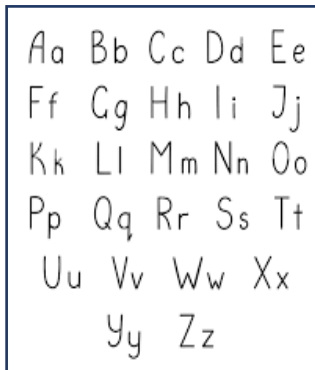 Aa Bb Cc Dd Ee
Ff Gg Hh Ii Jj
Kk Ll Mm Nn Oo
Pp Qq Rr Ss Tt
Uu Vv Ww Xx
Yy Zz